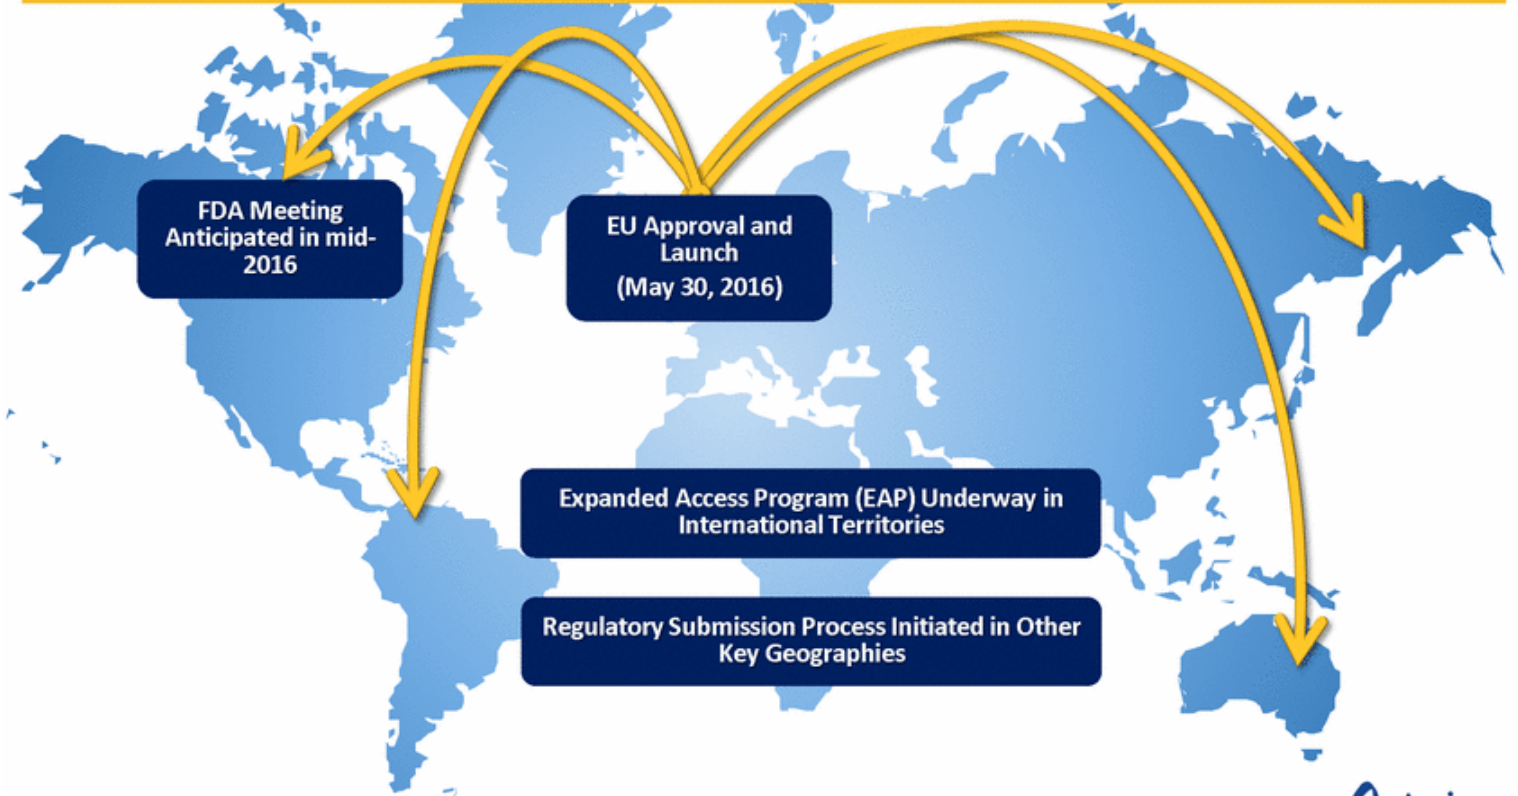 FDA Meeting
Anticipated in mid-
2016
EU Approval and
Launch
(May 30, 2016)
Expanded Access Program (EAP) Underway in
International Territories
Regulatory Submission Process Initiated in Other
Key Geographies